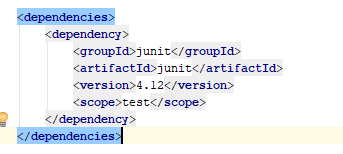 <dependencies>
<dependency>
<groupId>junit</groupId>
<artifactId>junit</artifactId>
<version>4.12</version>
<scope>test</scope>
</dependency>
</dependencies>